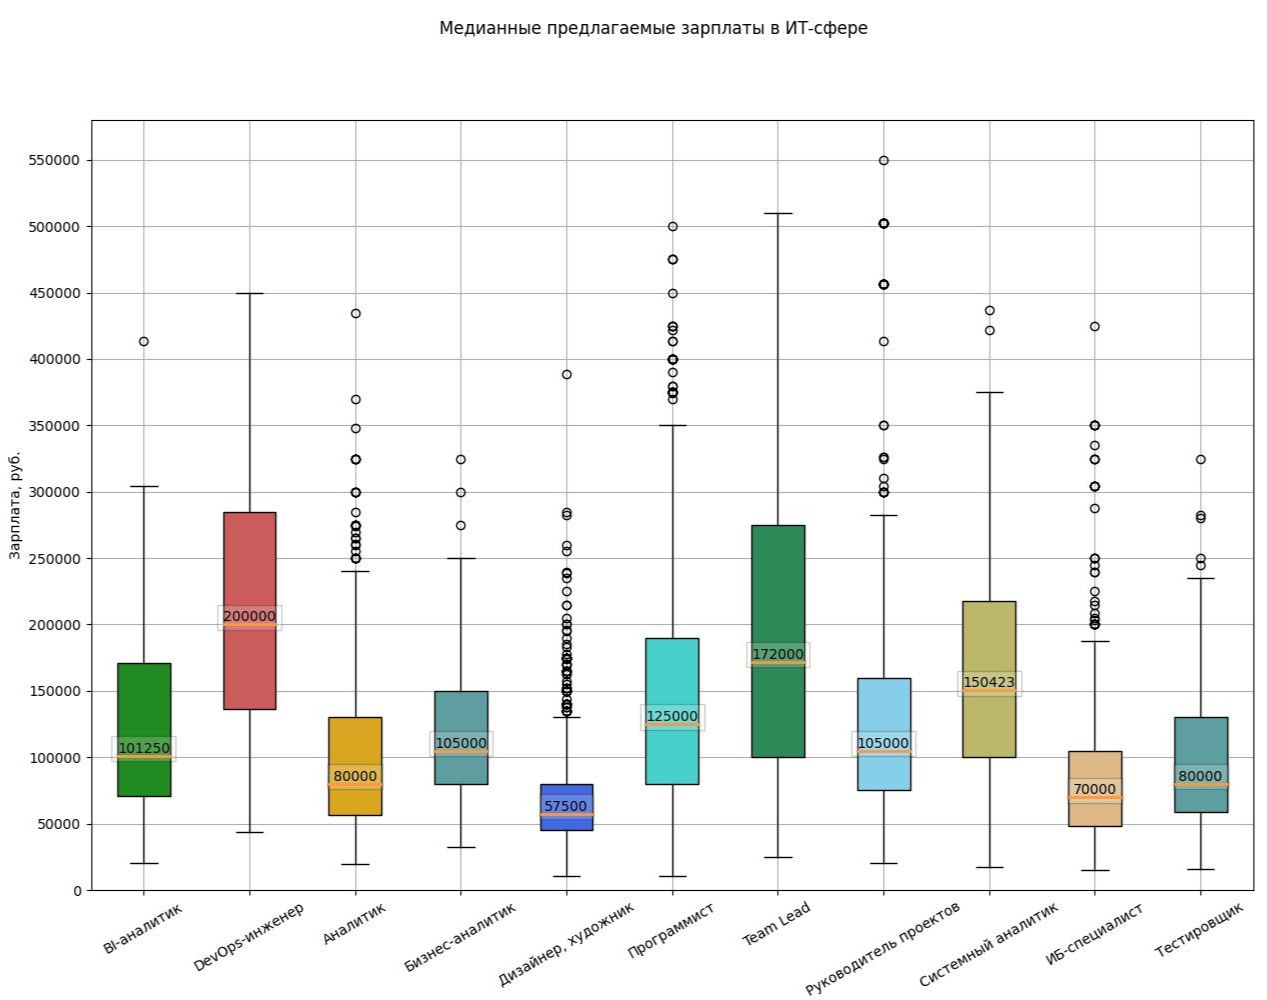 Медианные предлагаемые зарплаты в ИТ-сфере
550000
500000
450000
400000
350000
300000
250000
200000
150000
100000
50000
0
Зарплата, руб.
101250
200000
80000
105000
57500
125000
172000
105000
150423
70000
80000
BI-аналитик
DevOps-инженер
Аналитик
Бизнес-аналитик
Дизайнер, художник
Программист
Team Lead
Руководитель проектов
Системный аналитик
ИБ-специалист
Тестировщик